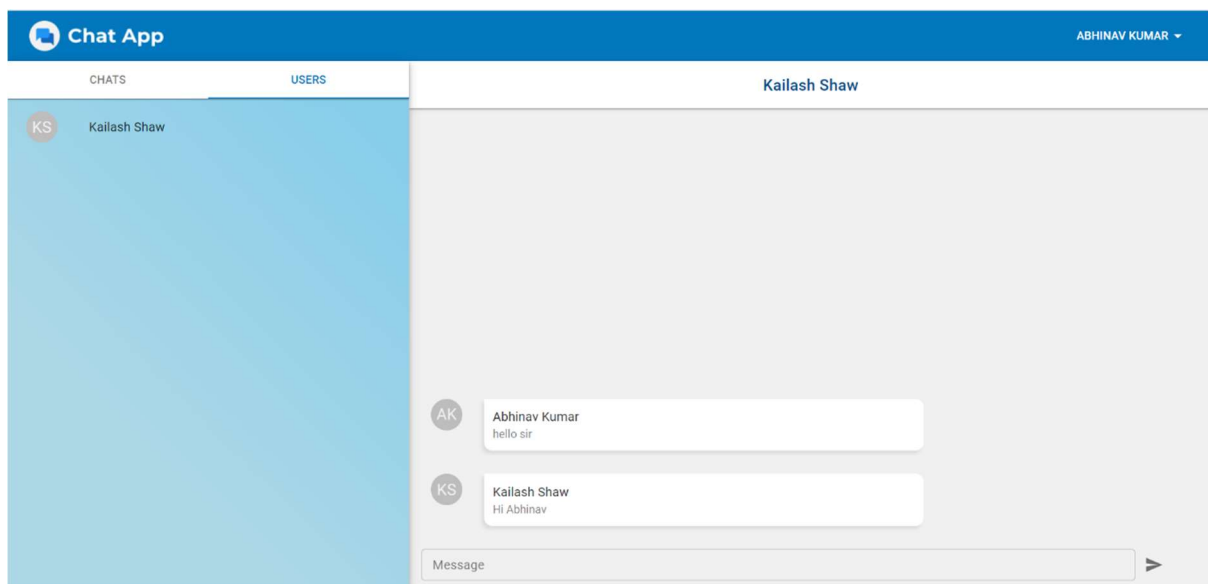 Chat App
ABHINAV KUMAR
CHATS
USERS
Kailash Shaw
KS
Kailash Shaw
AK
Abhinav Kumar
hello sir
KS
Kailash Shaw
Hi Abhinav
Message